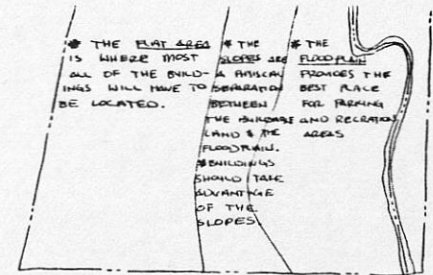 * THE FLAT AREA
IS WHERE MOST
ALL OF THE BUILD-
INGS WILL HAVE TO
BE LOCATED.
* THE
SLOPES ARE
A PHYSICAL
SEPARATION
BETWEEN
THE BUILDABLE
LAND & THE
FLOODPLAIN.
* BUILDINGS
SHOULD TAKE
ADVANTAGE
OF THE
SLOPES.
* THE
FLOODPLAIN
PROVIDES THE
BEST PLACE
FOR PARKING
AND RECREATION
AREAS